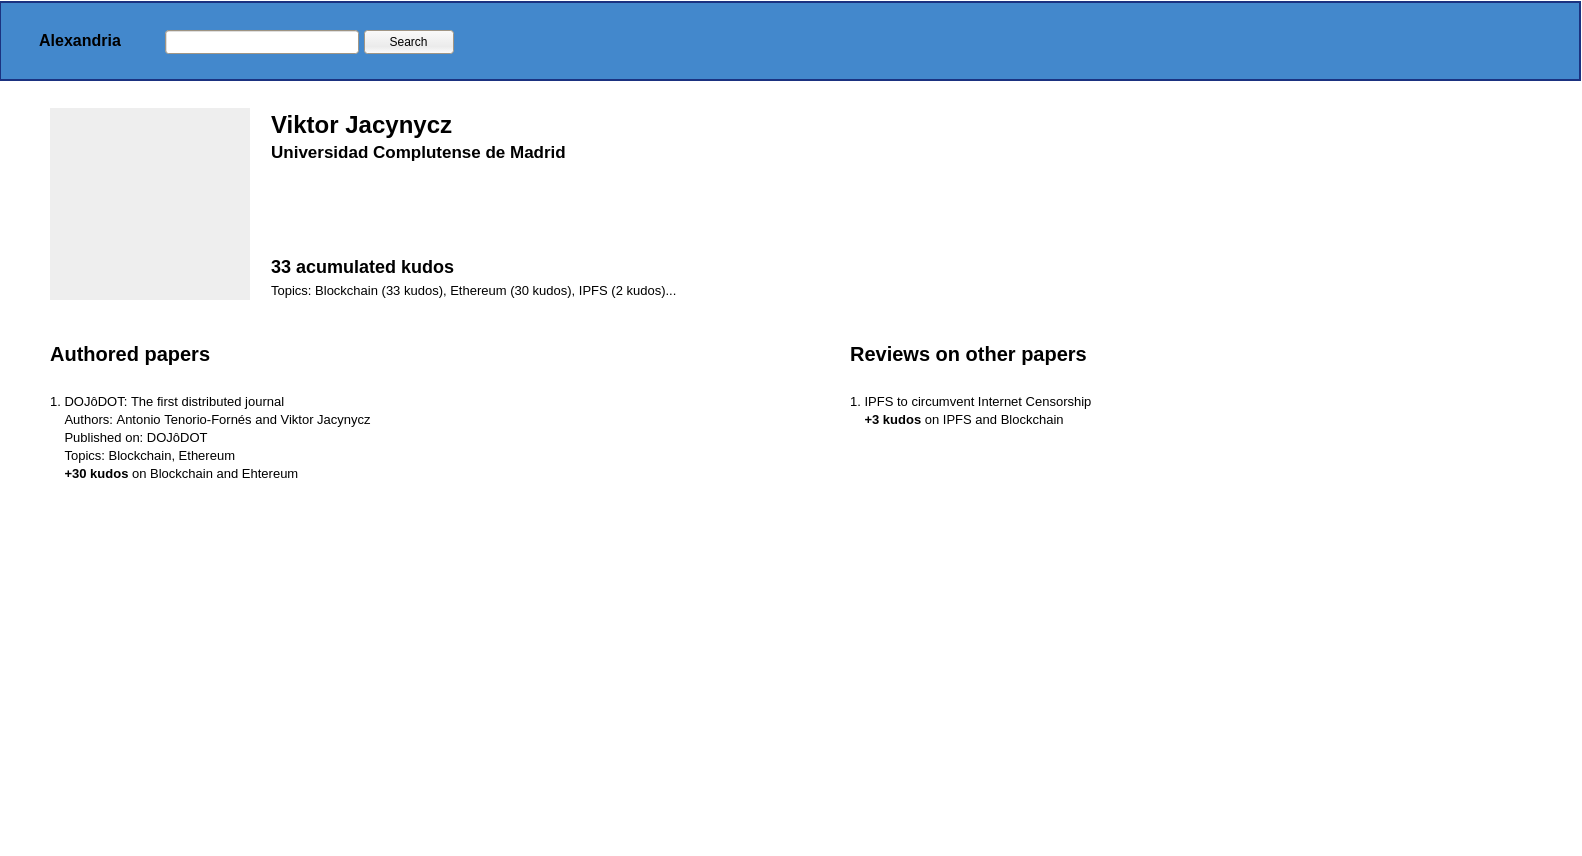 Alexandria
Search
Viktor Jacynycz
Universidad Complutense de Madrid
33 acumulated kudos
Topics: Blockchain (33 kudos), Ethereum (30 kudos), IPFS (2 kudos)...
Authored papers
1. DOJôDOT: The first distributed journal
Authors: Antonio Tenorio-Fornés and Viktor Jacynycz
Published on: DOJôDOT
Topics: Blockchain, Ethereum
+30 kudos on Blockchain and Ehtereum
Reviews on other papers
1. IPFS to circumvent Internet Censorship
+3 kudos on IPFS and Blockchain